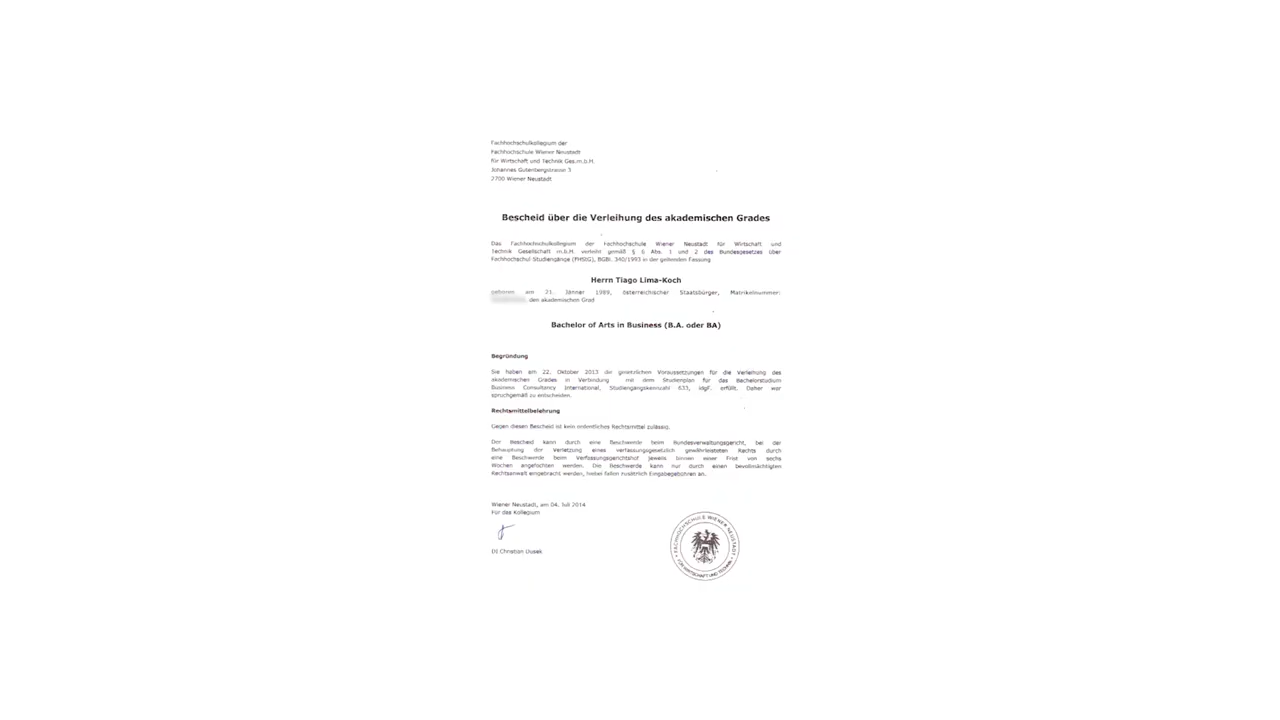 Fachhochschulkollegium der
Fachhochschule Wiener Neustadt
für Wirtschaft und Technik Ges.m.b.H.
Johannes Gutenbergstrasse 3
2700 Wiener Neustadt
Bescheid über die Verleihung des akademischen Grades
Das Fachhochschulkollegium der Fachhochschule Wiener Neustadt für Wirtschaft und
Technik Gesellschaft m.b.H. verleiht gemäß § 6 Abs. 1 und 2 des Bundesgesetzes über
Fachhochschul-Studiengänge (FHStG), BGBl. 340/1993 in der geltenden Fassung
Herrn Tiago Lima-Koch
geboren am 21. Jänner 1989, österreichischer Staatsbürger, Matrikelnummer:
den akademischen Grad
Bachelor of Arts in Business (B.A. oder BA)
Begründung
Sie haben am 22. Oktober 2013 die gesetzlichen Voraussetzungen für die Verleihung des
akademischen Grades in Verbindung mit dem Studienplan für das Bachelorstudium
Business Consultancy International, Studiengangskennzahl 633, idgF. erfüllt. Daher war
spruchgemäß zu entscheiden.
Rechtsmittelbelehrung
Gegen diesen Bescheid ist kein ordentliches Rechtsmittel zulässig.
Der Bescheid kann durch eine Beschwerde beim Bundesverwaltungsgericht, bei der
Behauptung der Verletzung eines verfassungsgesetzlich gewährleisteten Rechts durch
eine Beschwerde beim Verfassungsgerichtshof jeweils binnen einer Frist von sechs
Wochen angefochten werden. Die Beschwerde kann nur durch einen bevollmächtigten
Rechtsanwalt eingebracht werden, hiebei fallen zusätzlich Eingabegebühren an.
Wiener Neustadt, am 04. Juli 2014
Für das Kollegium
DI Christian Dusek
FACHHOCHSCHULE WIENER NEUSTADT
FÜR WIRTSCHAFT UND TECHNIK